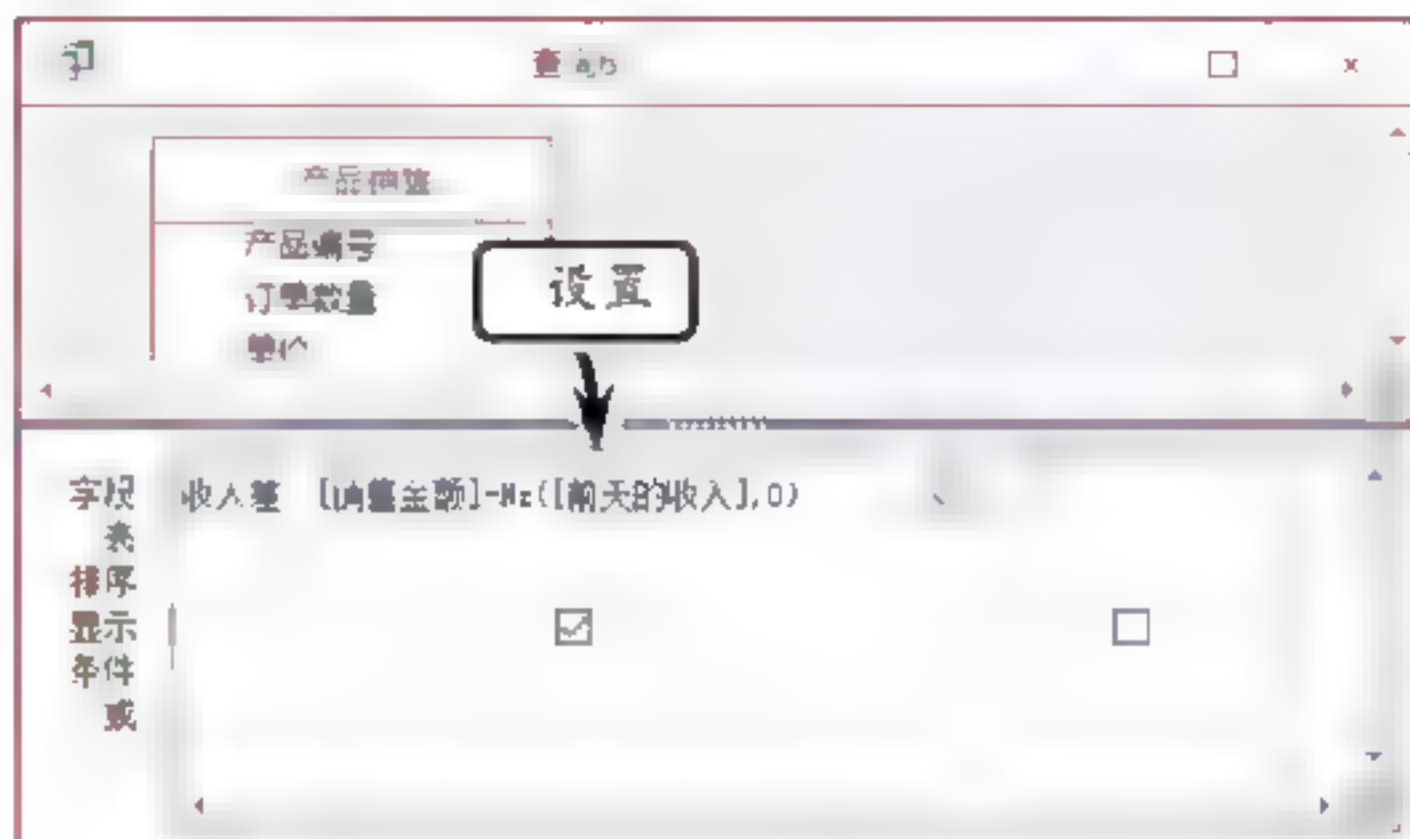 产品销售
产品编号
订单数量
单价
设置
字段 收入差 [销售金额]-Nz([前天的收入],0)
表
排序
显示
条件
或